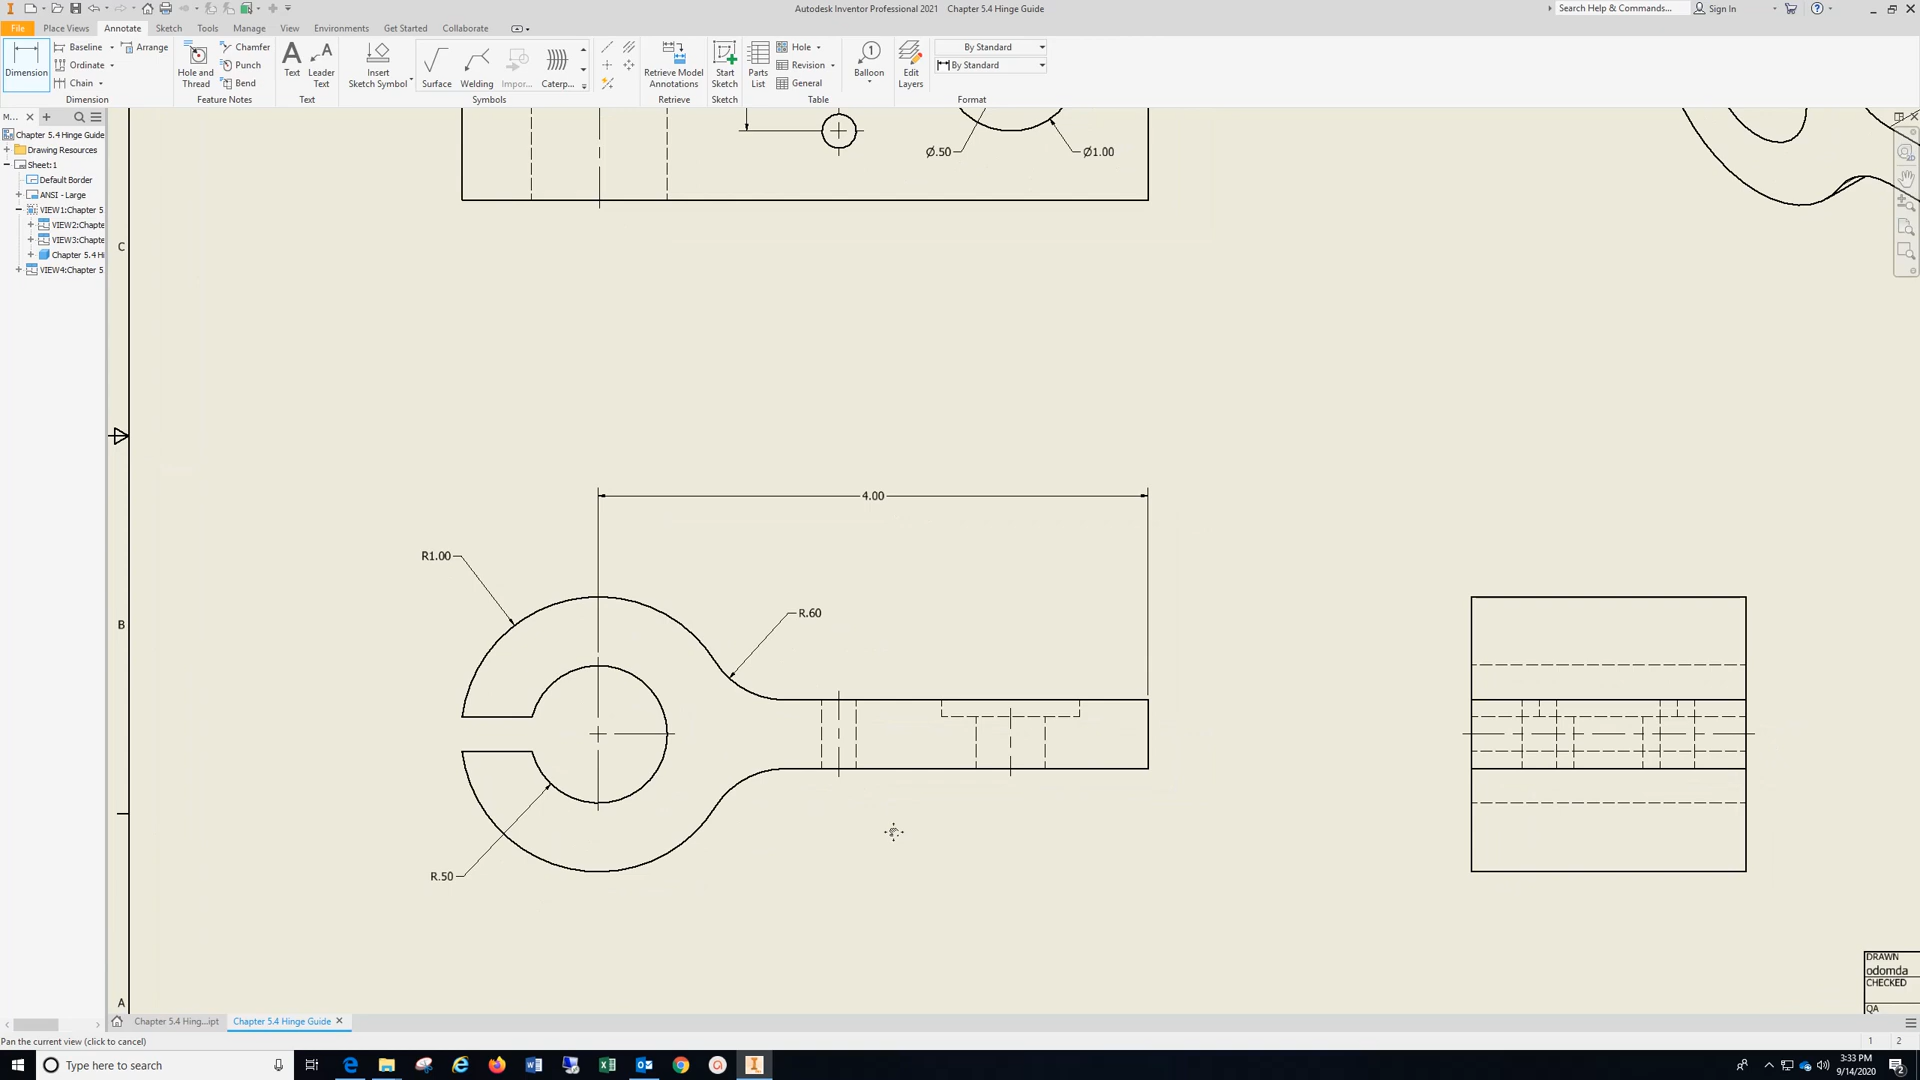 Autodesk Inventor Professional 2021 Chapter 5.4 Hinge Guide
Search Help & Commands...
Sign In
File Place Views Annotate Sketch Tools Manage View Environments Get Started Collaborate
Dimension
Baseline
Ordinate
Chain
Arrange
Dimension
Hole and Thread
Chamfer
Punch
Bend
Feature Notes
Text
Leader Text
Text
Insert Sketch Symbol
Surface
Welding
Impor...
Caterp...
Symbols
Retrieve Model Annotations
Retrieve
Start Sketch
Sketch
Parts List
Hole
Revision
General
Table
Balloon
1
Edit Layers
By Standard
By Standard
Format
M...
Chapter 5.4 Hinge Guide
Drawing Resources
Sheet:1
Default Border
ANSI - Large
VIEW1:Chapter 5
VIEW2:Chapte
VIEW3:Chapte
Chapter 5.4 Hi
VIEW4:Chapter 5
C
B
A
Ø.50
Ø1.00
4.00
R1.00
R.60
R.50
DRAWN
odomda
CHECKED
QA
Chapter 5.4 Hing...ipt
Chapter 5.4 Hinge Guide
Pan the current view (click to cancel)
1 2
Type here to search
3:33 PM
9/14/2020
2